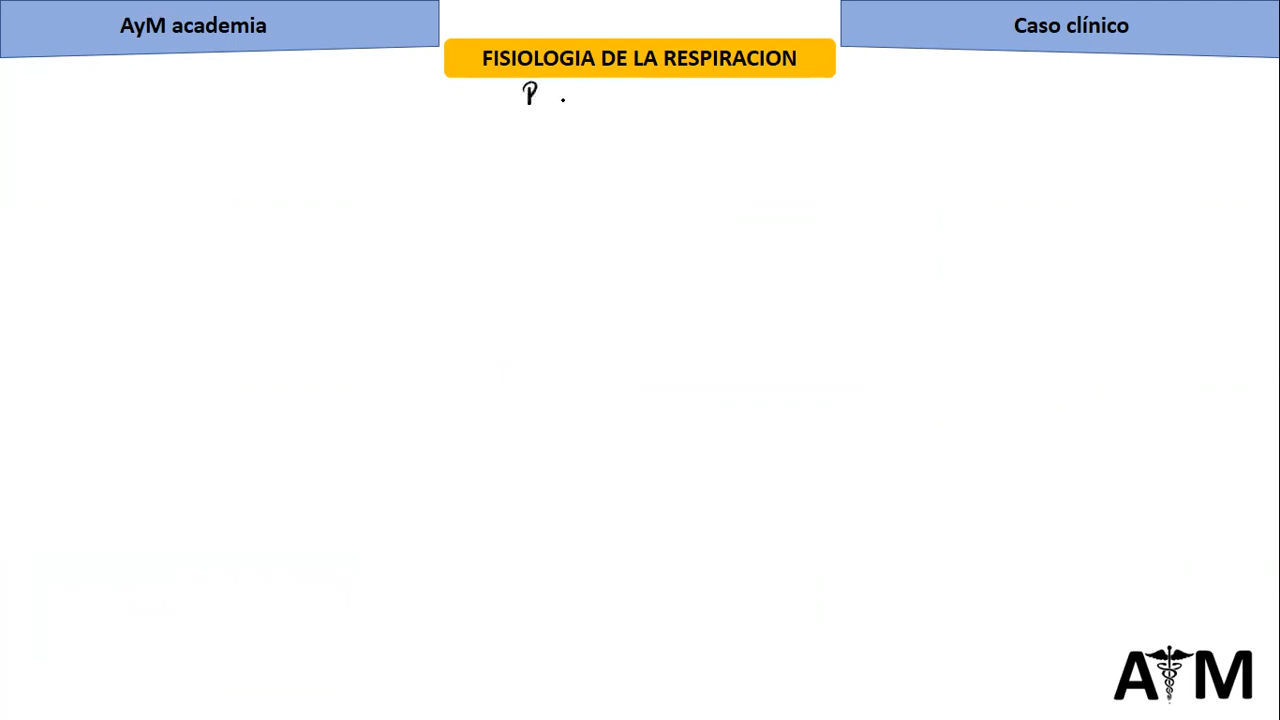 AyM academia
Caso clínico
FISIOLOGIA DE LA RESPIRACION
P .
AM